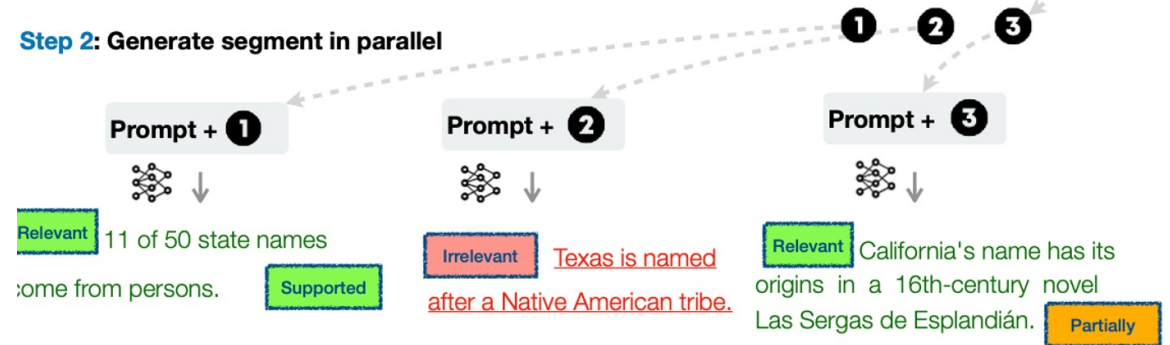 1 2 3
Step 2: Generate segment in parallel
Prompt + 1
Prompt + 2
Prompt + 3
Relevant 11 of 50 state names
come from persons. Supported
Irrelevant Texas is named
after a Native American tribe.
Relevant California's name has its
origins in a 16th-century novel
Las Sergas de Esplandián. Partially